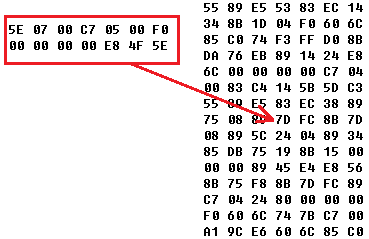 5E 07 00 C7 05 00 F0
00 00 00 00 E8 4F 5E
55 89 E5 53 83 EC 14
34 8B 1D 04 F0 60 6C
85 C0 74 F3 FF D0 8B
DA 76 EB 89 14 24 E8
6C 00 00 00 00 C7 04
00 83 C4 14 5B 5D C3
55 89 E5 83 EC 38 89
75 08 8B 7D FC 8B 7D
08 89 5C 24 04 89 34
85 DB 75 19 8B 15 00
00 00 89 45 E4 E8 56
8B 75 F8 8B 7D FC 89
C7 04 24 80 00 00 00
F0 60 6C 74 7B C7 00
A1 9C E6 60 6C 85 C0